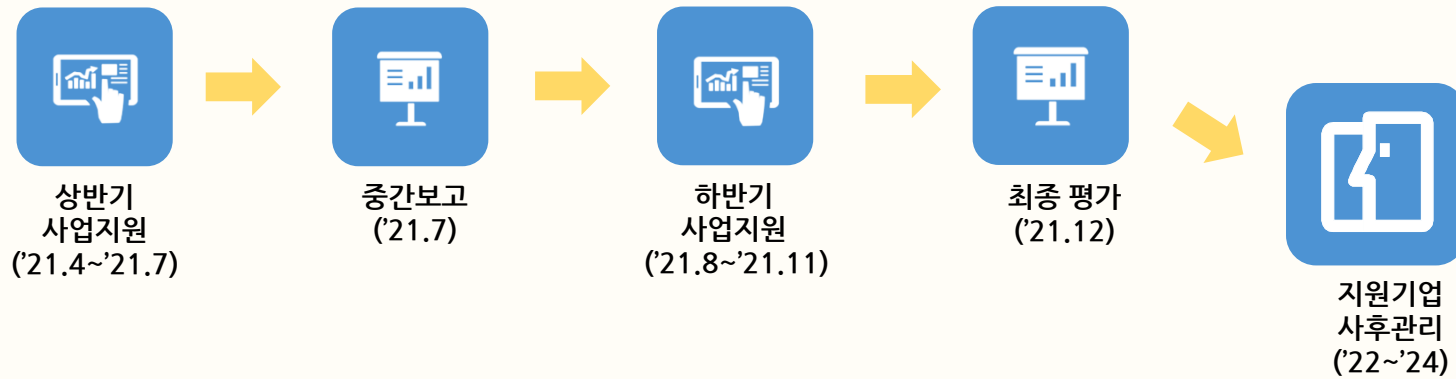 상반기
사업지원
('21.4~'21.7)
중간보고
('21.7)
하반기
사업지원
('21.8~'21.11)
최종 평가
('21.12)
지원기업
사후관리
('22~'24)